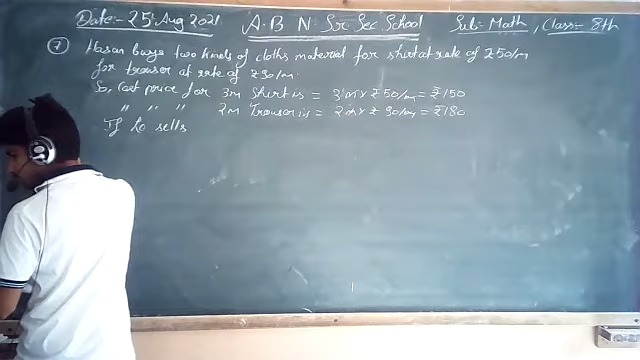 Date:- 25 Aug 2021 A. B. N. Sr. Sec School Sub:- Math, Class:- 8th
7 Hasan buys two kinds of cloths material for shirt at rate of ₹50/m
for trouser at rate of ₹90/m.
So, Cost price for 3m Shirt is = 3m x ₹50/m = ₹150
" " " 2m Trouser is = 2m x ₹90/m = ₹180
If he sells